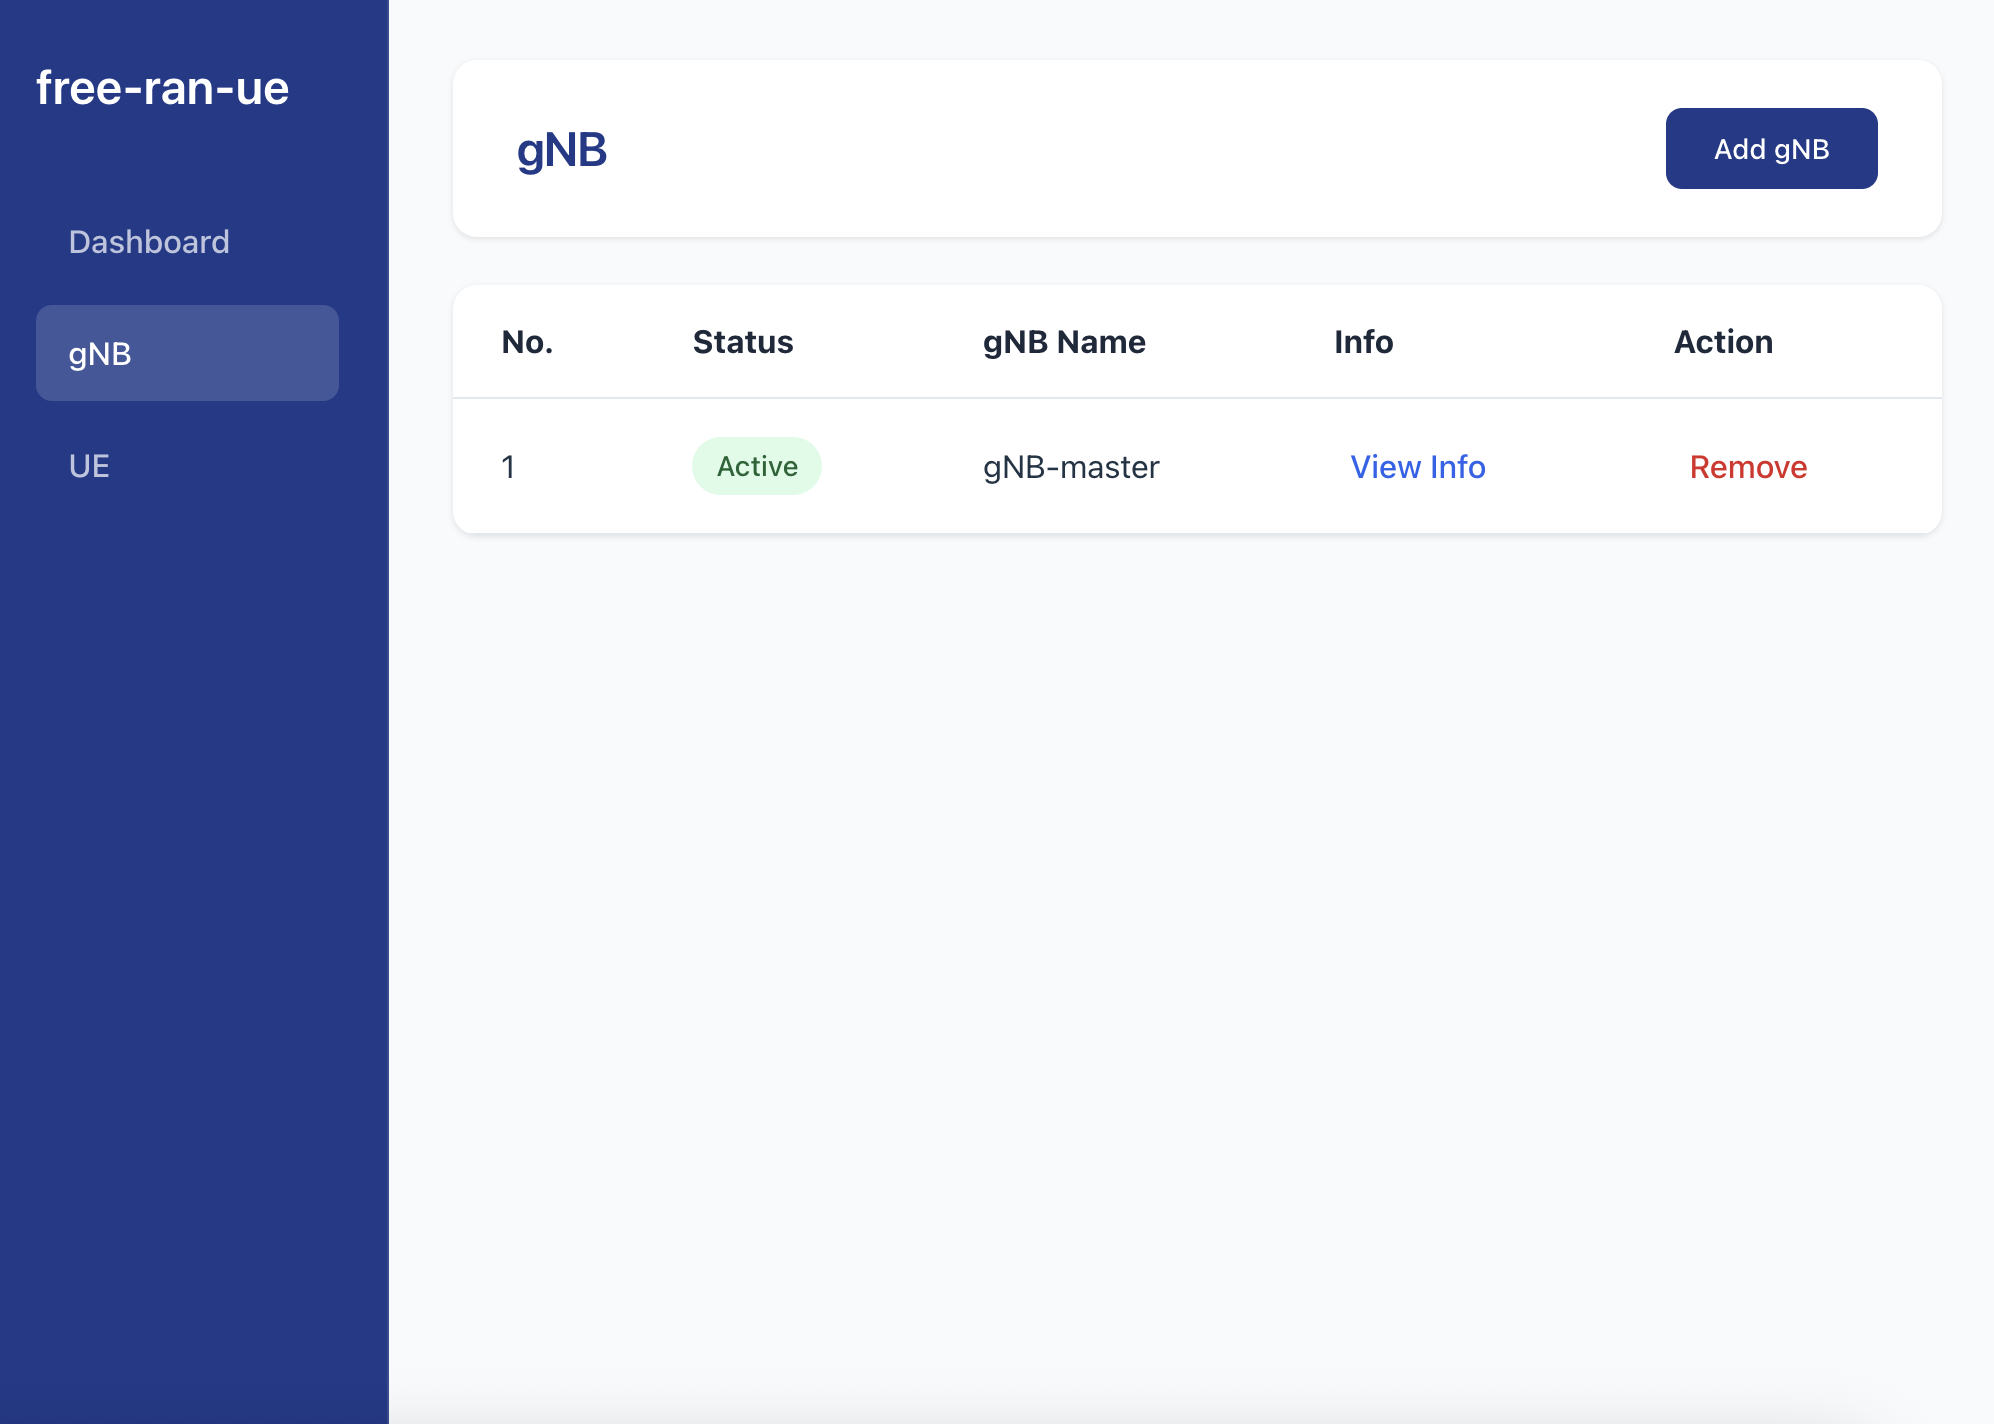 free-ran-ue
Dashboard
gNB
UE
gNB
Add gNB
No. Status gNB Name Info Action
1 Active gNB-master View Info Remove